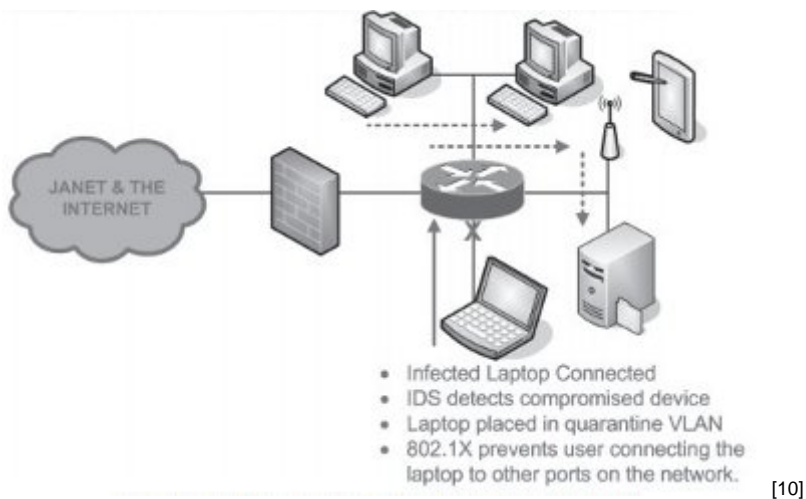 JANET & THE
INTERNET
X
• Infected Laptop Connected
• IDS detects compromised device
• Laptop placed in quarantine VLAN
• 802.1X prevents user connecting the
laptop to other ports on the network.
[10]